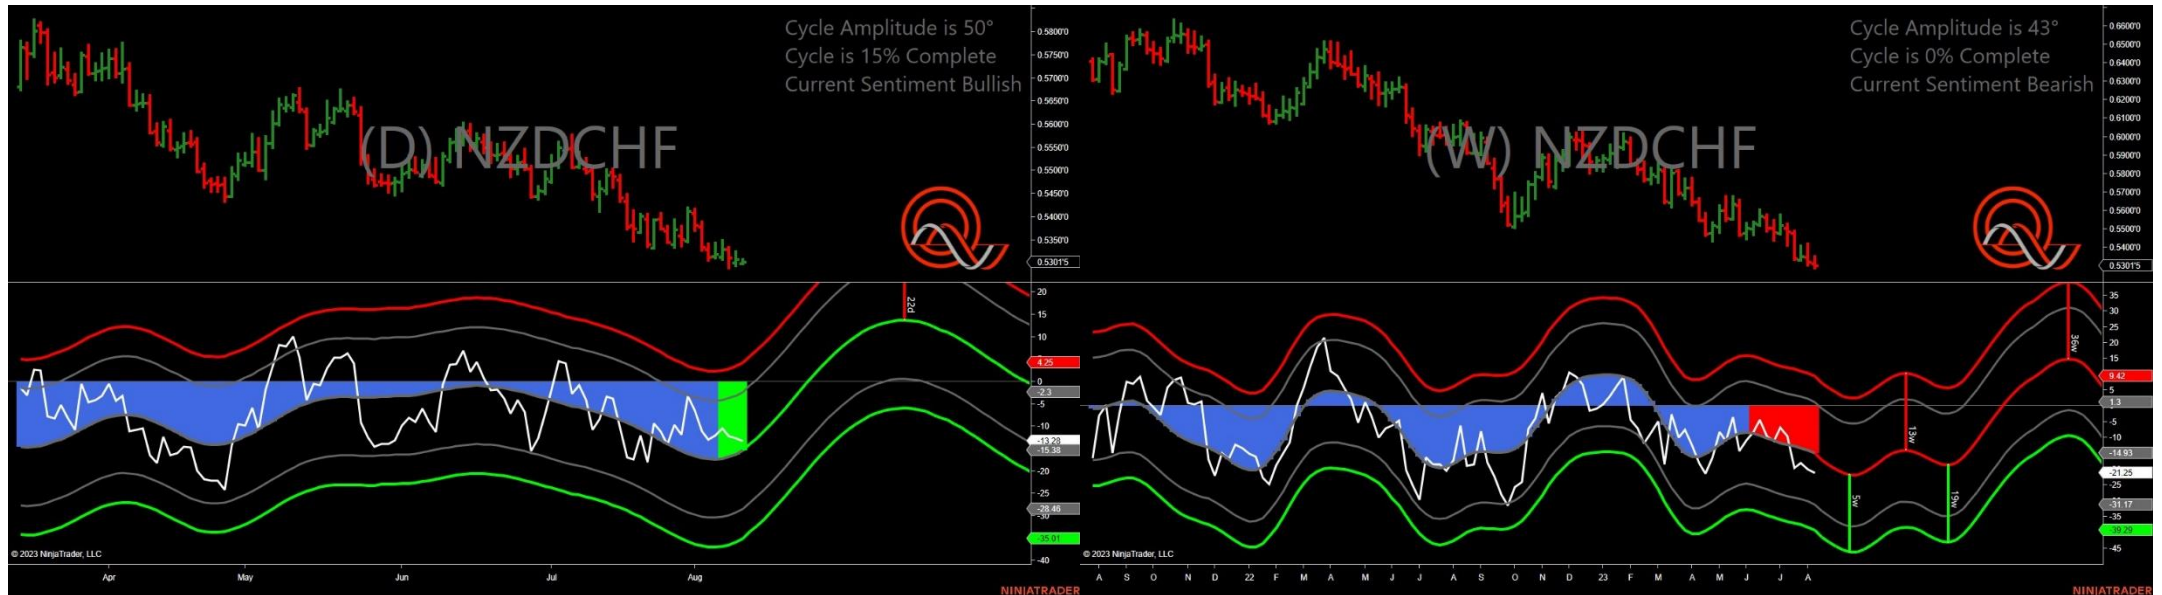 Cycle Amplitude is 50°
Cycle is 15% Complete
Current Sentiment Bullish
(D) NZDCHF
0.5800'0
0.5750'0
0.5700'0
0.5650'0
0.5600'0
0.5550'0
0.5500'0
0.5450'0
0.5400'0
0.5350'0
0.5301'5
22d
20
15
10
4.25
0
-2.3
-5
-10
-13.28
-15.38
-20
-25
-28.46
-35.01
-40
© 2023 NinjaTrader, LLC
Apr
May
Jun
Jul
Aug
NINJATRADER
Cycle Amplitude is 43°
Cycle is 0% Complete
Current Sentiment Bearish
(W) NZDCHF
0.6600'0
0.6500'0
0.6400'0
0.6300'0
0.6200'0
0.6100'0
0.6000'0
0.5900'0
0.5800'0
0.5700'0
0.5600'0
0.5500'0
0.5400'0
0.5301'5
36w
13w
5w
19w
35
30
25
20
15
9.42
5
1.3
-5
-10
-14.93
-21.25
-25
-31.17
-35
-39.29
-45
© 2023 NinjaTrader, LLC
A
S
O
N
D
22
F
M
A
M
J
J
A
S
O
N
D
23
F
M
A
M
J
J
A
NINJATRADER